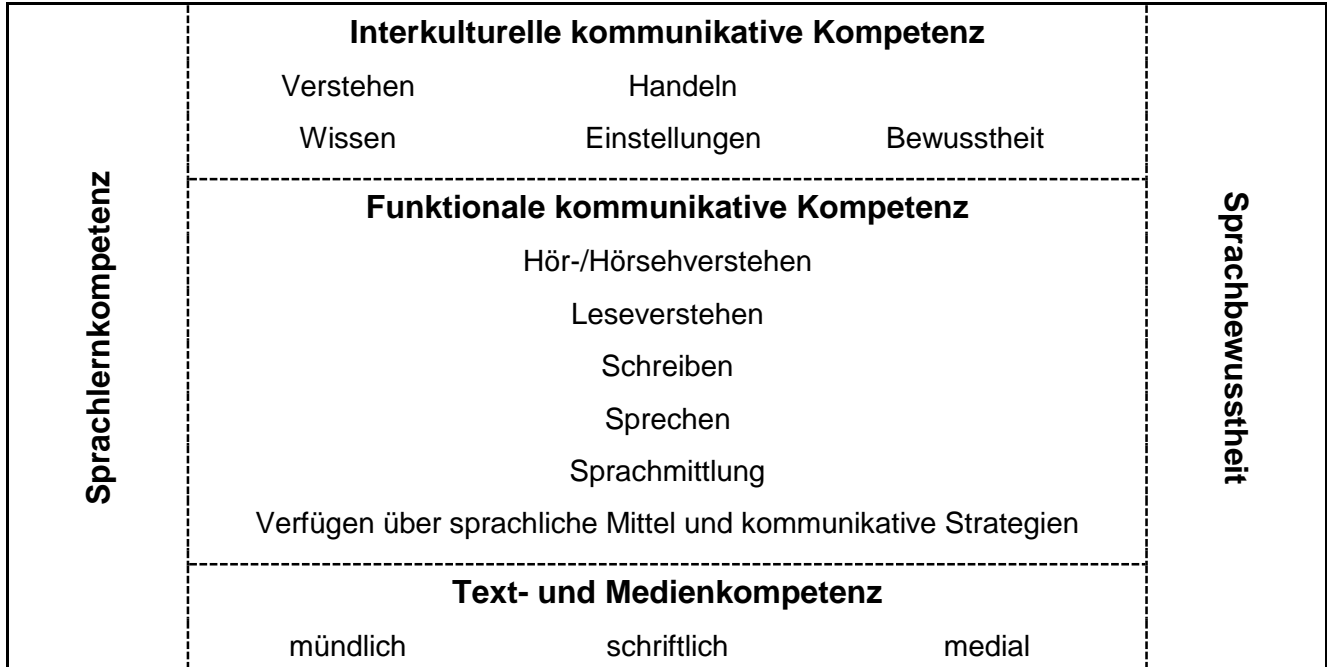 Sprachlernkompetenz
Interkulturelle kommunikative Kompetenz
Verstehen Handeln
Wissen Einstellungen Bewusstheit
Funktionale kommunikative Kompetenz
Hör-/Hörsehverstehen
Leseverstehen
Schreiben
Sprechen
Sprachmittlung
Verfügen über sprachliche Mittel und kommunikative Strategien
Text- und Medienkompetenz
mündlich schriftlich medial
Sprachbewusstheit